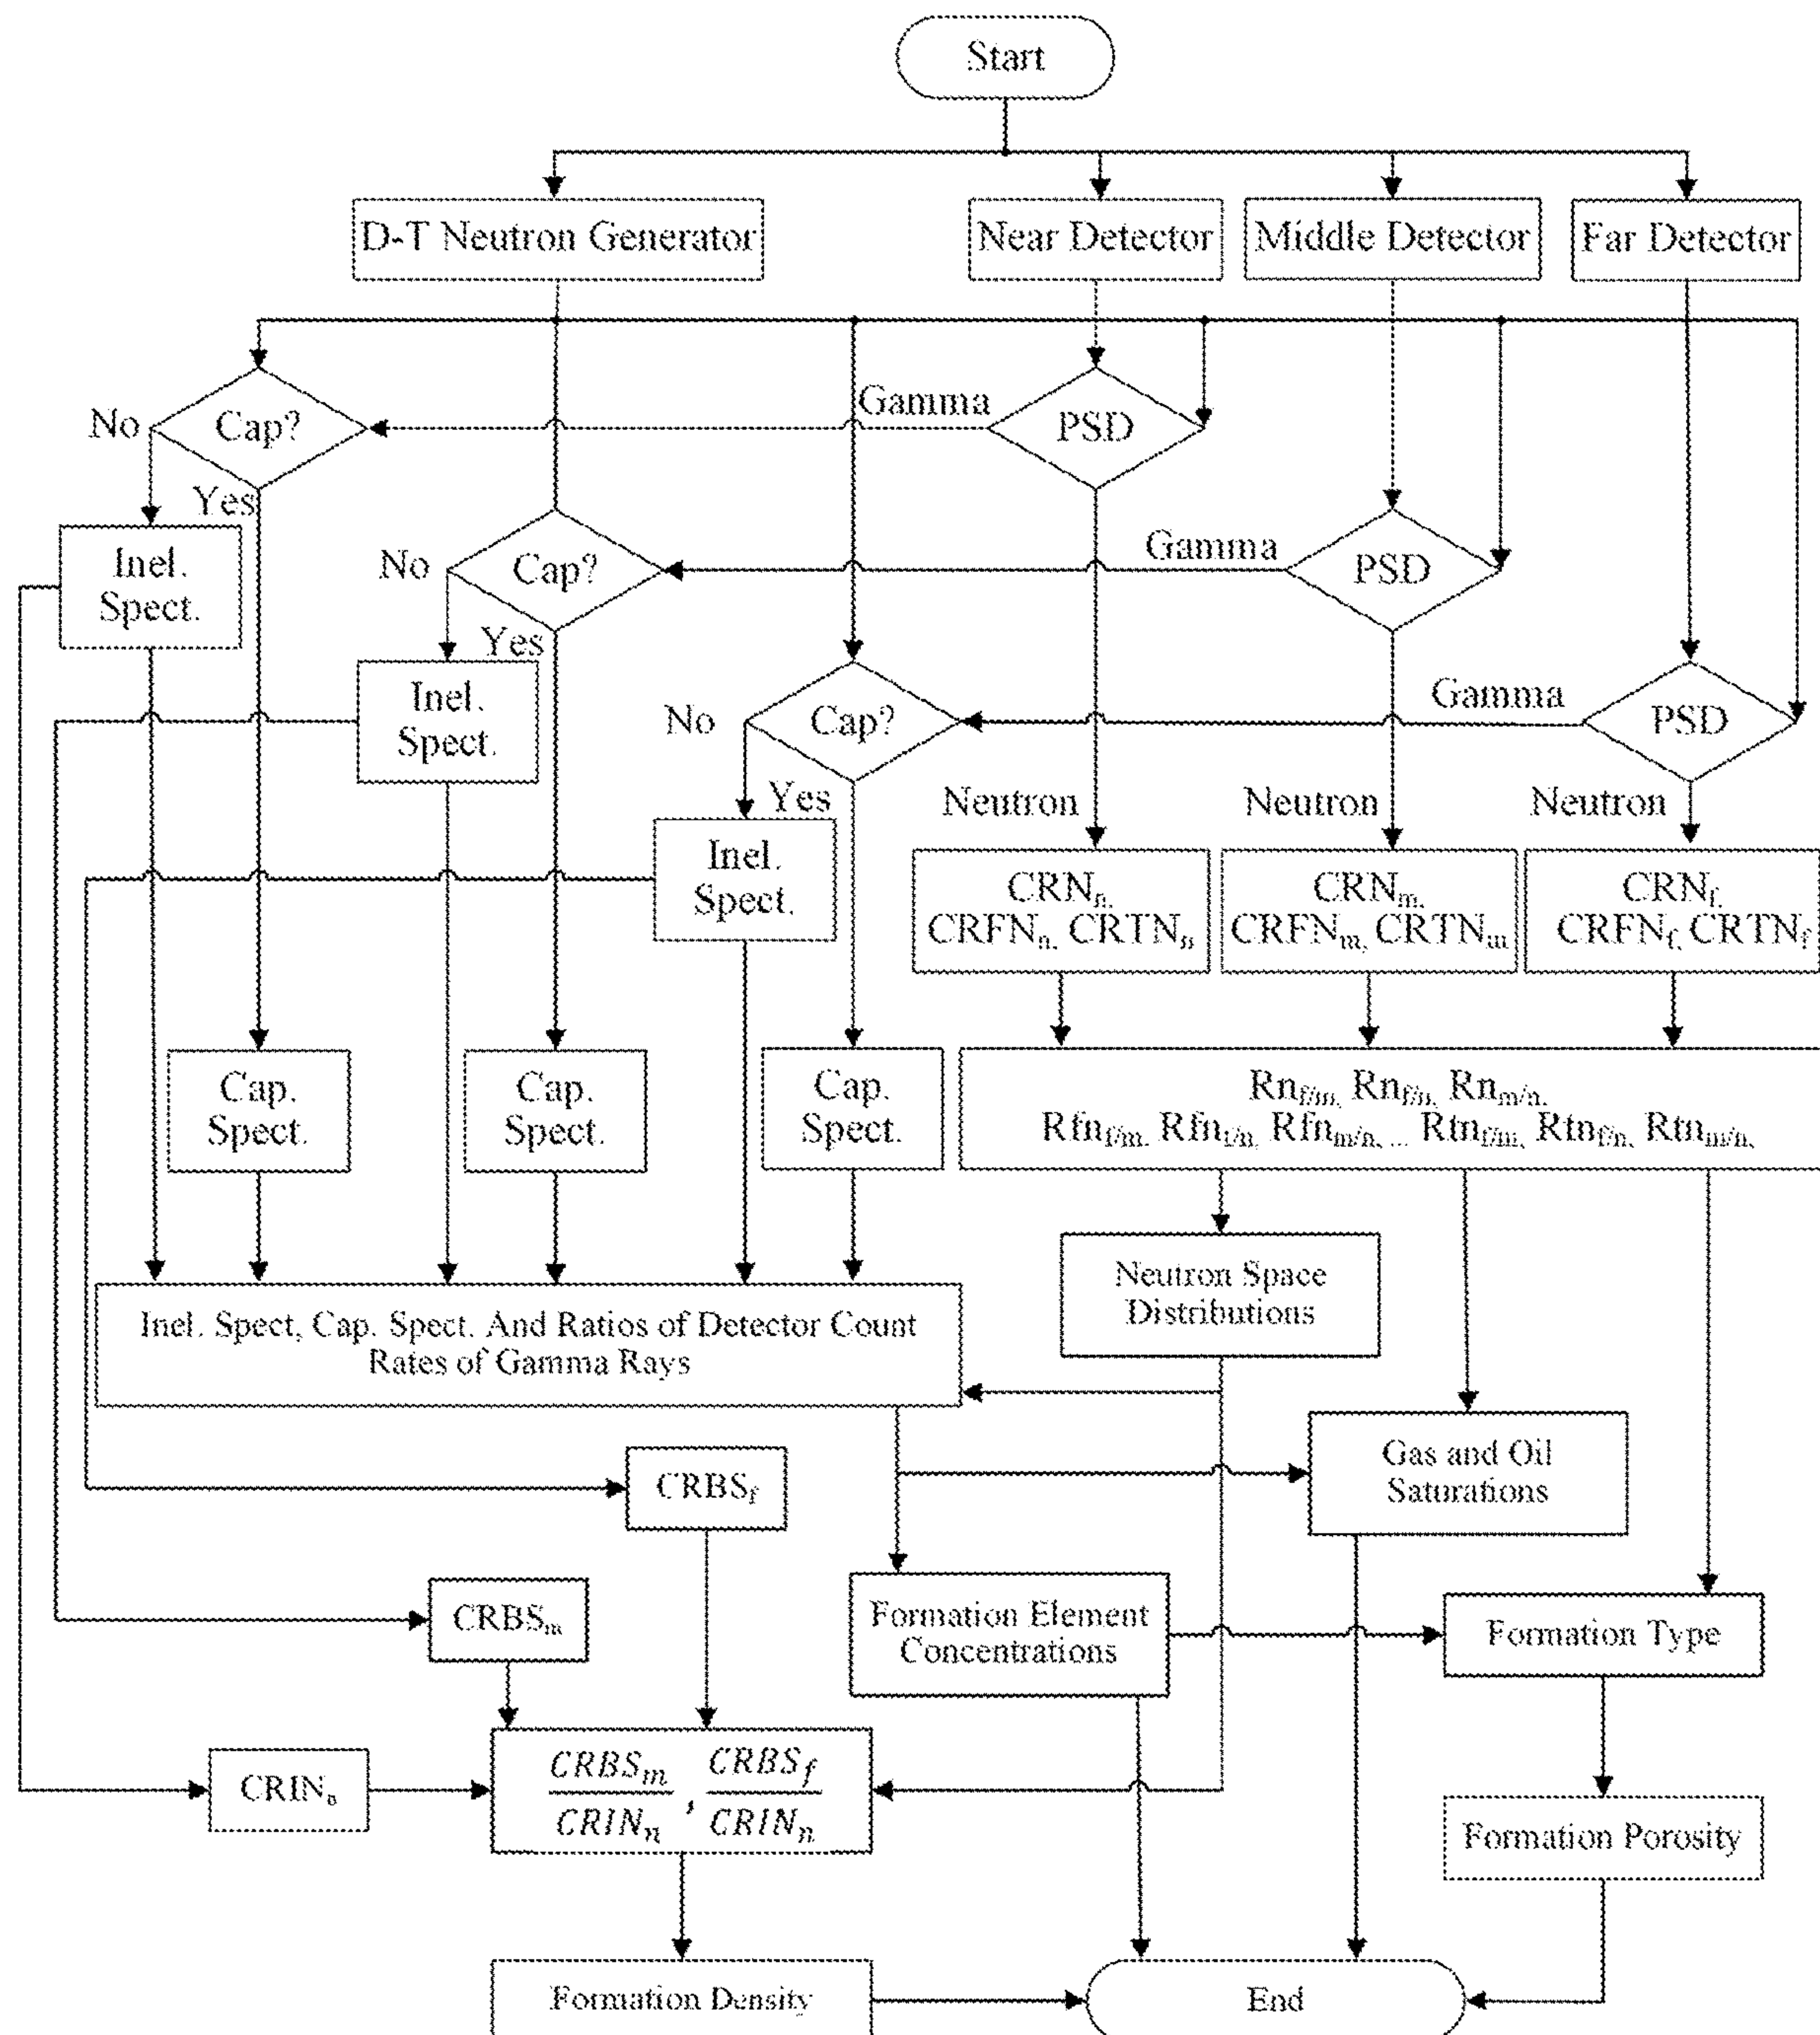 Start
D-T Neutron Generator
Near Detector
Middle Detector
Far Detector
Gamma
No
Cap?
PSD
Yes
Inel.
Spect.
Gamma
No
Cap?
PSD
Yes
Inel.
Spect.
Gamma
No
Cap?
PSD
Yes
Neutron
Neutron
Neutron
Inel.
Spect.
CRNn,
CRFNn, CRTNn
CRNm,
CRFNm, CRTNm
CRNf,
CRFNf, CRTNf
Cap.
Spect.
Cap.
Spect.
Cap.
Spect.
Rnf/m, Rnf/n, Rnm/n,
Rfnf/m, Rfnf/n, Rfnm/n, ... Rtnf/m, Rtnf/n, Rtnm/n,
Neutron Space
Distributions
Inel. Spect, Cap. Spect. And Ratios of Detector Count
Rates of Gamma Rays
Gas and Oil
Saturations
CRBSf
CRBSm
Formation Element
Concentrations
Formation Type
CRINn
CRBSm/CRINn, CRBSf/CRINn
Formation Porosity
Formation Density
End